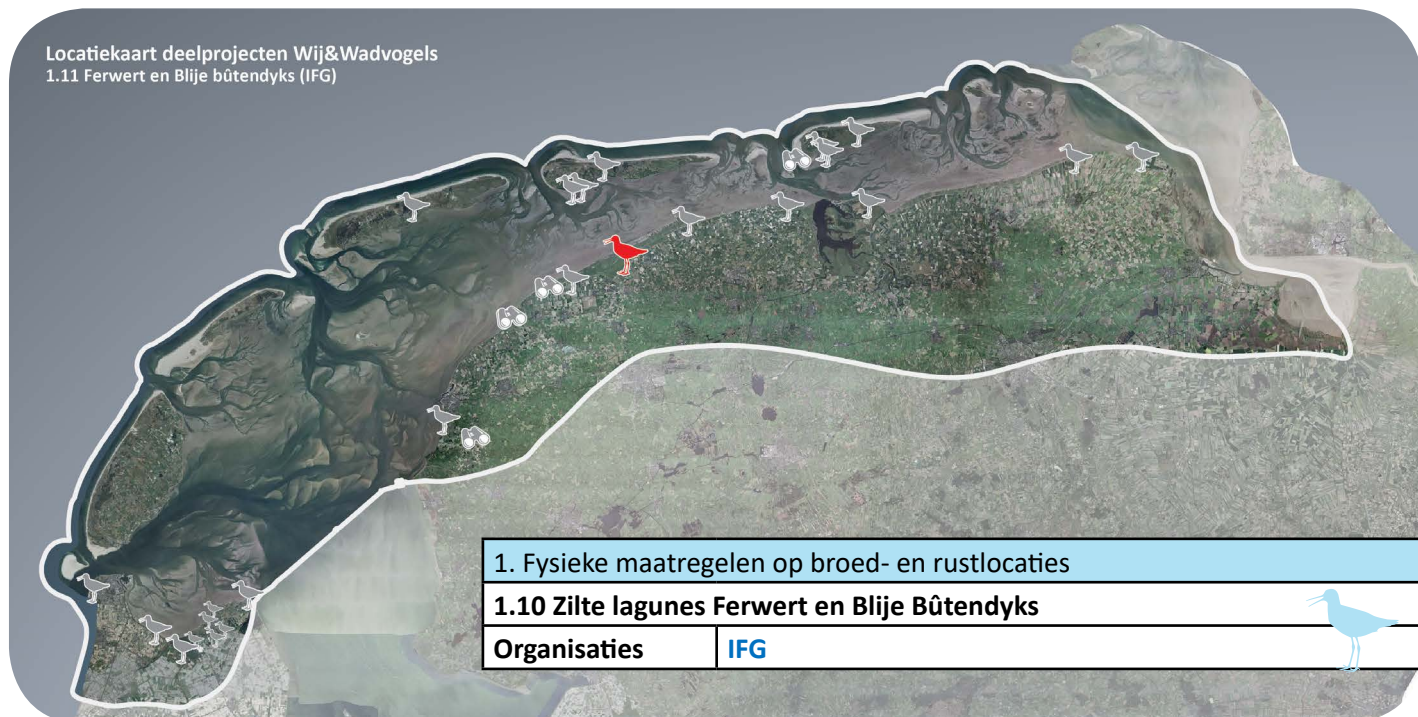 Locatiekaart deelprojecten Wij&Wadvogels
1.11 Ferwert en Blije bûtendyks (IFG)
1. Fysieke maatregelen op broed- en rustlocaties
1.10 Zilte lagunes Ferwert en Blije Bûtendyks
Organisaties IFG